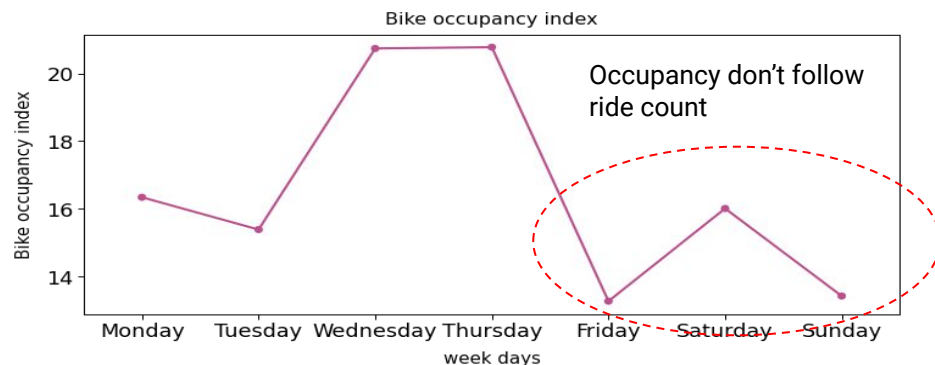 Bike occupancy index
Bike occupancy index
20
18
16
14
Occupancy don’t follow
ride count
Monday Tuesday Wednesday Thursday Friday Saturday Sunday
week days